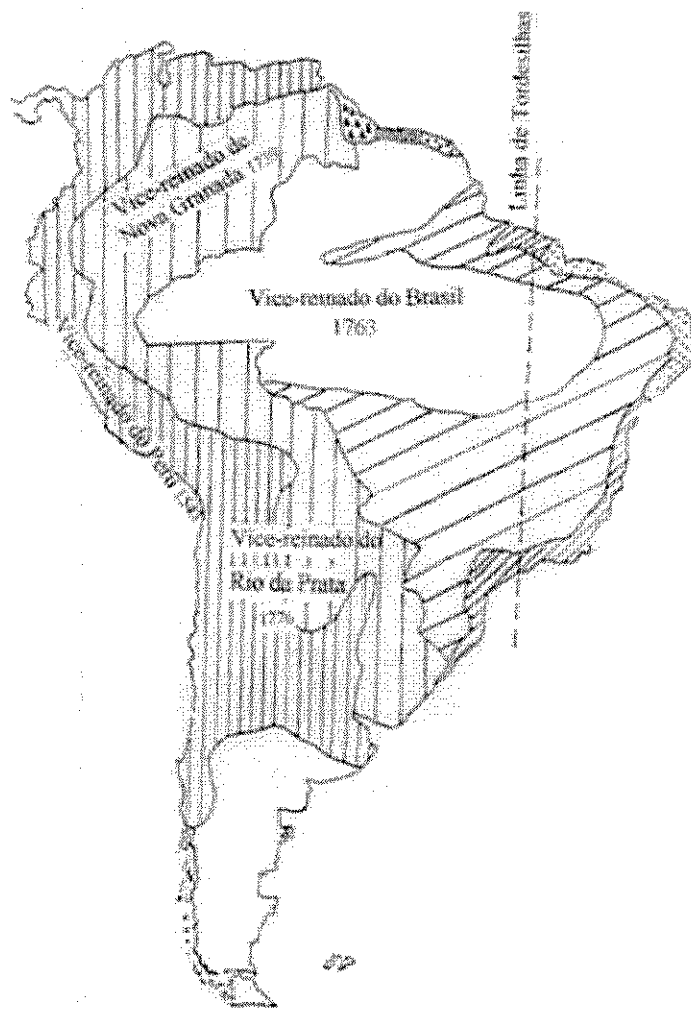 Linha de Tordesilhas
Vice-reinado de
Nova Granada
Vice-reinado do Brasil
1763
Vice-reinado do Peru
Vice-reinado do
Rio da Prata
1776